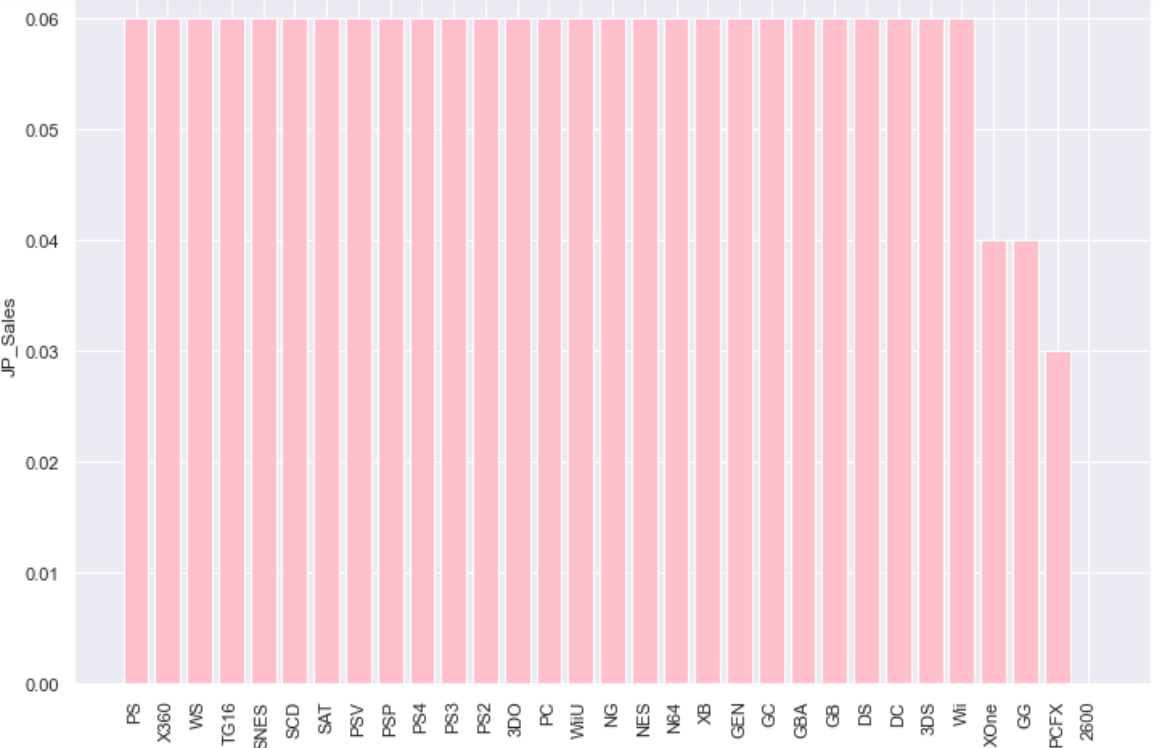 0.06
0.05
0.04
0.03
0.02
0.01
0.00
JP_Sales
PS
X360
WS
TG16
SNES
SCD
SAT
PSV
PSP
PS4
PS3
PS2
3DO
PC
WiiU
NG
NES
N64
XB
GEN
GC
GBA
GB
DS
DC
3DS
Wii
XOne
GG
PCFX
2600